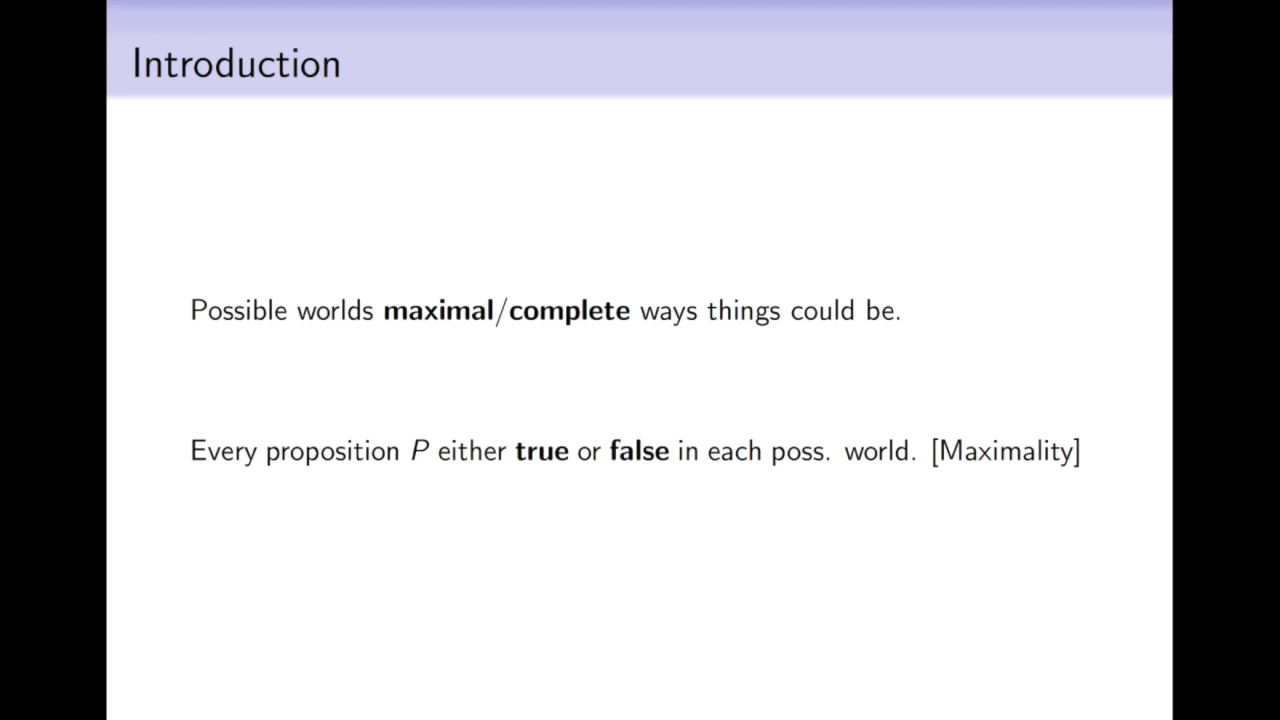 Introduction
Possible worlds maximal/complete ways things could be.
Every proposition P either true or false in each poss. world. [Maximality]